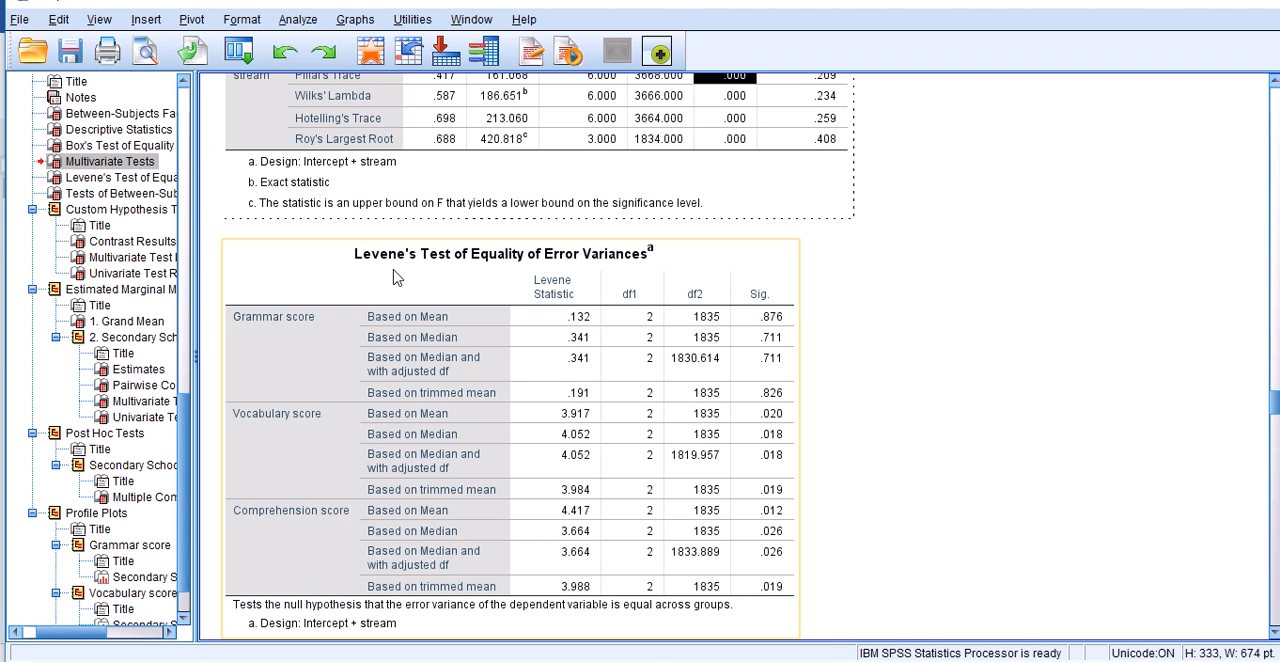 File Edit View Insert Pivot Format Analyze Graphs Utilities Window Help
Title
Notes
Between-Subjects Fa
Descriptive Statistics
Box's Test of Equality
Multivariate Tests
Levene's Test of Equa
Tests of Between-Sub
Custom Hypothesis T
Title
Contrast Results
Multivariate Test
Univariate Test R
Estimated Marginal M
Title
1. Grand Mean
2. Secondary Sch
Title
Estimates
Pairwise Co
Multivariate T
Univariate Te
Post Hoc Tests
Title
Secondary Schoo
Title
Multiple Com
Profile Plots
Title
Grammar score
Title
Secondary S
Vocabulary score
Title
Secondary S
stream Pillai's Trace .417 161.068 6.000 3668.000 .000 .209
Wilks' Lambda .587 186.651b 6.000 3666.000 .000 .234
Hotelling's Trace .698 213.060 6.000 3664.000 .000 .259
Roy's Largest Root .688 420.818c 3.000 1834.000 .000 .408
a. Design: Intercept + stream
b. Exact statistic
c. The statistic is an upper bound on F that yields a lower bound on the significance level.
Levene's Test of Equality of Error Variancesa
Levene
Statistic df1 df2 Sig.
Grammar score Based on Mean .132 2 1835 .876
Based on Median .341 2 1835 .711
Based on Median and
with adjusted df .341 2 1830.614 .711
Based on trimmed mean .191 2 1835 .826
Vocabulary score Based on Mean 3.917 2 1835 .020
Based on Median 4.052 2 1835 .018
Based on Median and
with adjusted df 4.052 2 1819.957 .018
Based on trimmed mean 3.984 2 1835 .019
Comprehension score Based on Mean 4.417 2 1835 .012
Based on Median 3.664 2 1835 .026
Based on Median and
with adjusted df 3.664 2 1833.889 .026
Based on trimmed mean 3.988 2 1835 .019
Tests the null hypothesis that the error variance of the dependent variable is equal across groups.
a. Design: Intercept + stream
IBM SPSS Statistics Processor is ready Unicode:ON H: 333, W: 674 pt.